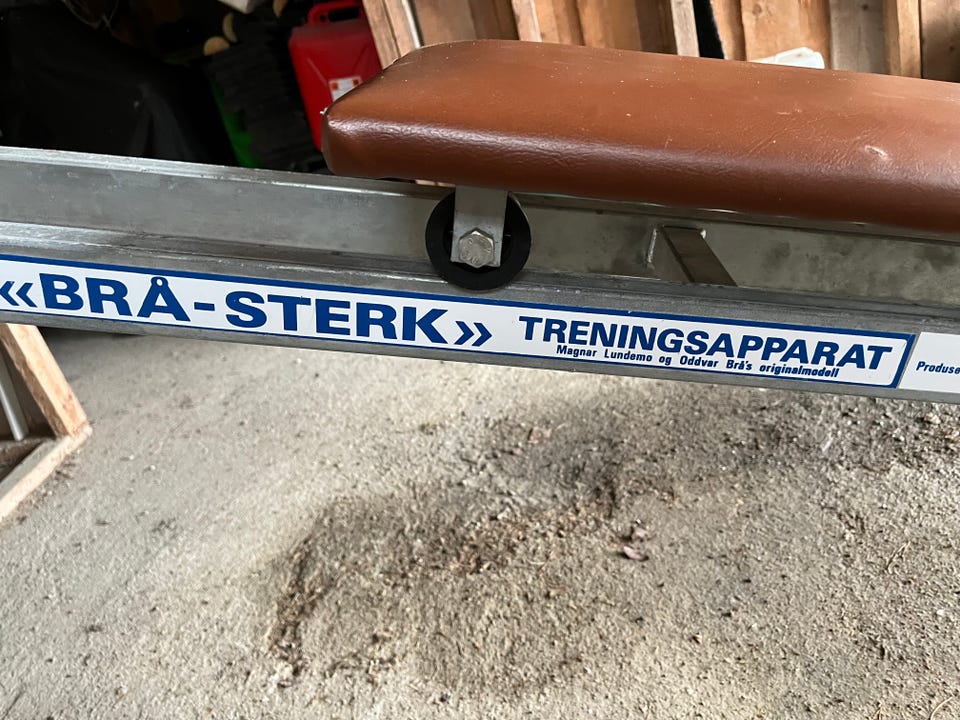 «BRÅ-STERK» TRENINGSAPPARAT
Magnar Lundemo og Oddvar Brå's originalmodell